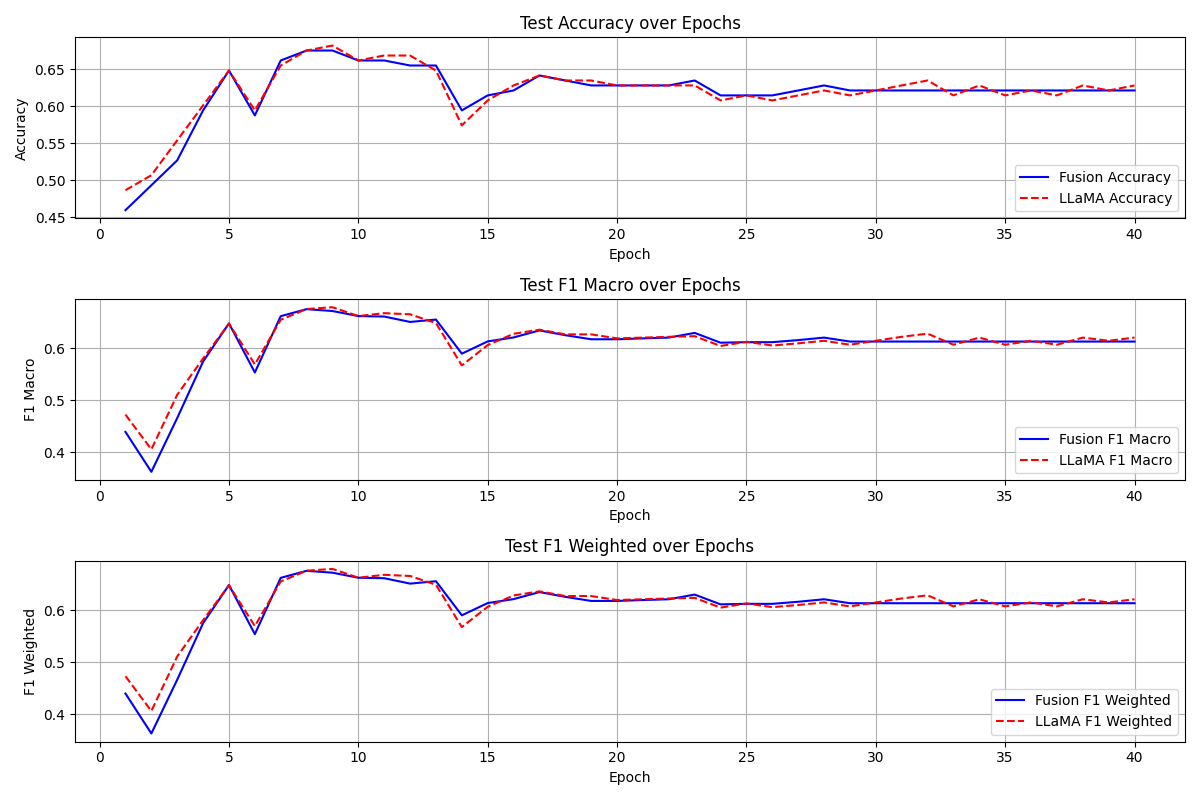 Test Accuracy over Epochs
Accuracy
0.65
0.60
0.55
0.50
0.45
Fusion Accuracy
LLaMA Accuracy
0 5 10 15 20 25 30 35 40
Epoch
Test F1 Macro over Epochs
F1 Macro
0.6
0.5
0.4
Fusion F1 Macro
LLaMA F1 Macro
0 5 10 15 20 25 30 35 40
Epoch
Test F1 Weighted over Epochs
F1 Weighted
0.6
0.5
0.4
Fusion F1 Weighted
LLaMA F1 Weighted
0 5 10 15 20 25 30 35 40
Epoch